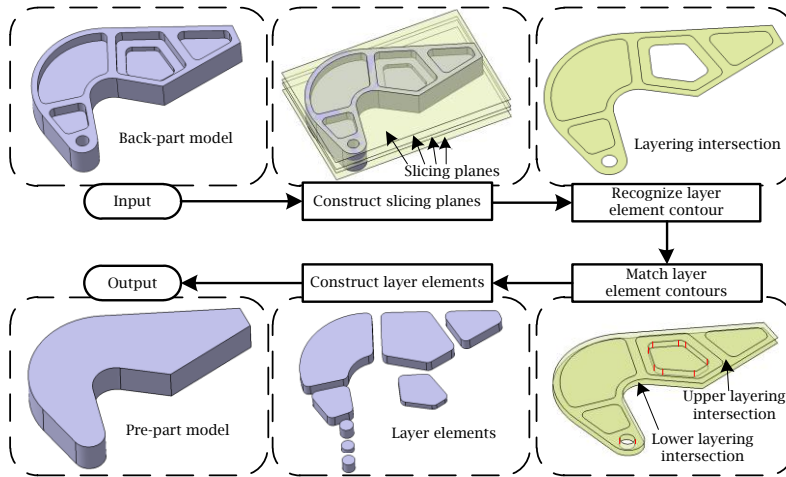 Back-part model
Slicing planes
Layering intersection
Input
Construct slicing planes
Recognize layer
element contour
Output
Construct layer elements
Match layer
element contours
Pre-part model
Layer elements
Upper layering
intersection
Lower layering
intersection